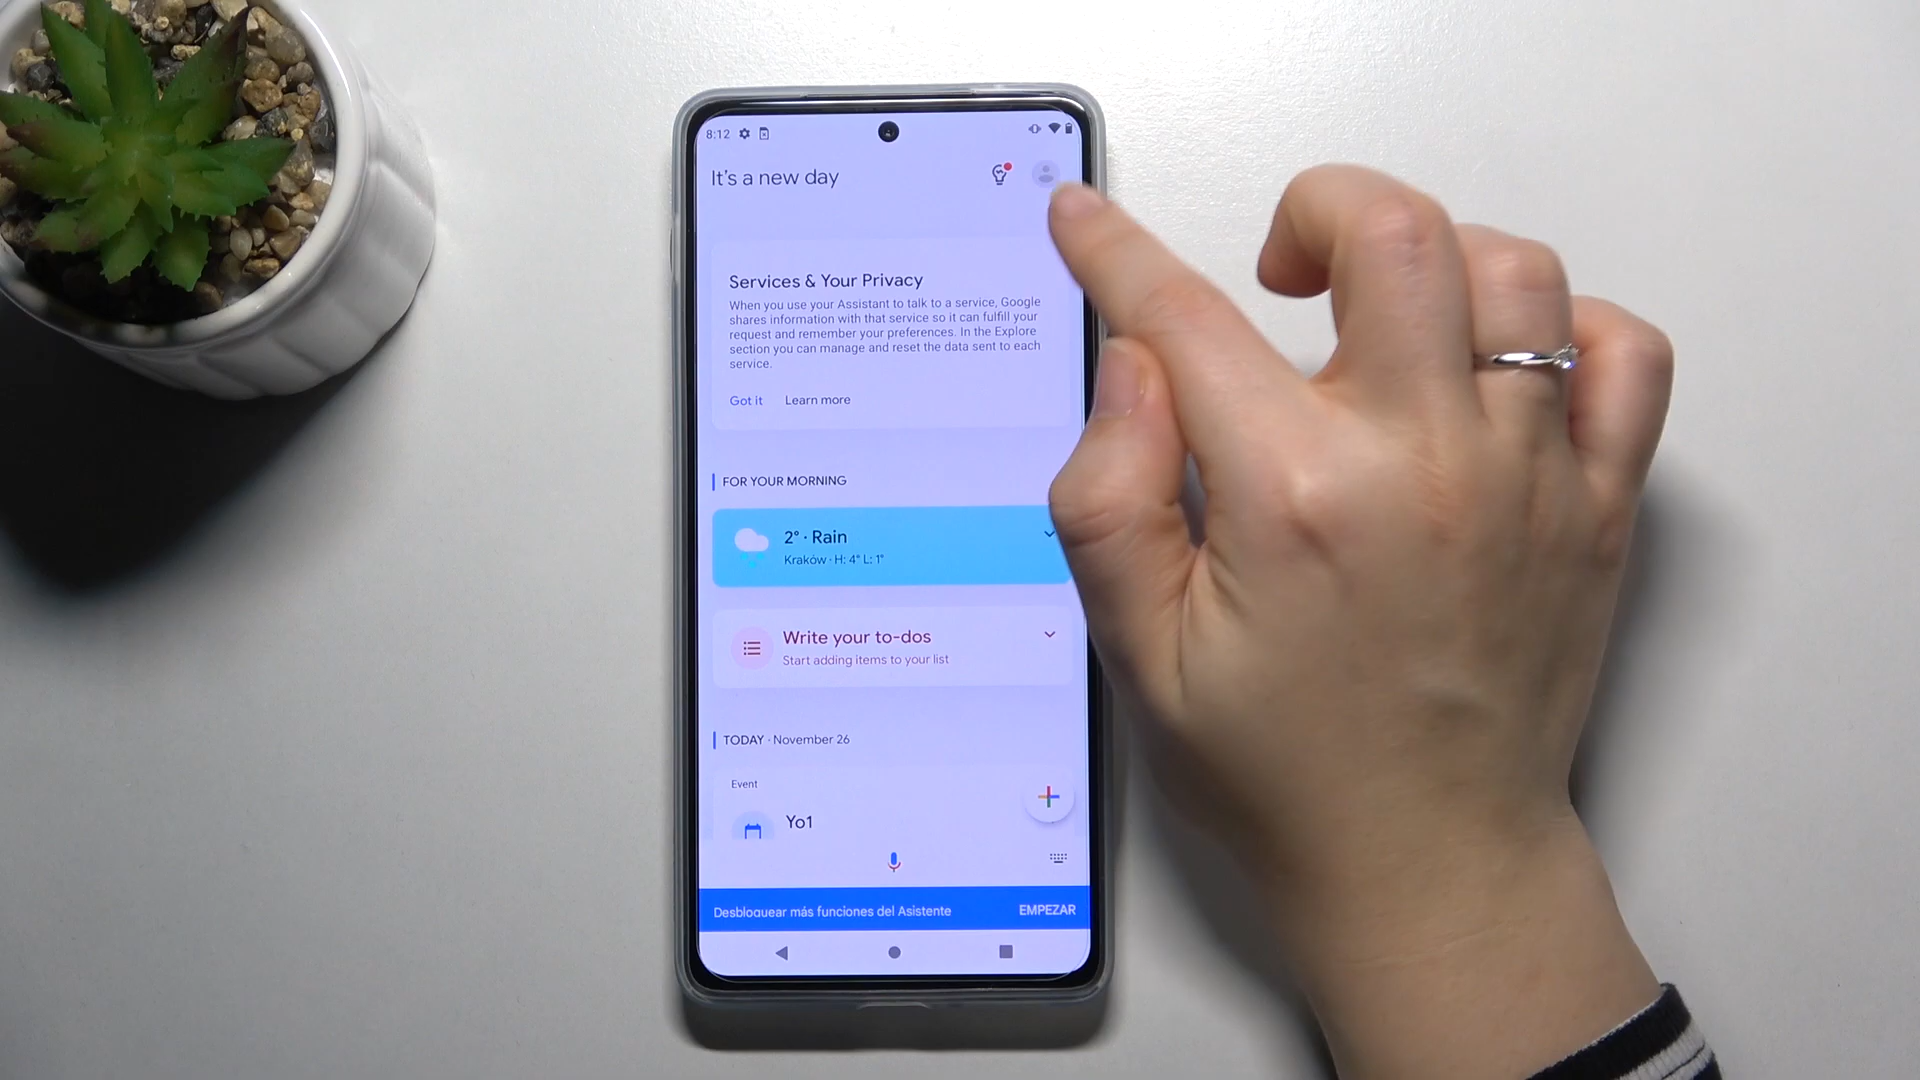 8:12
It's a new day
Services & Your Privacy
When you use your Assistant to talk to a service, Google
shares information with that service so it can fulfill your
request and remember your preferences. In the Explore
section you can manage and reset the data sent to each
service.
Got it Learn more
FOR YOUR MORNING
2° · Rain
Kraków · H: 4° L: 1°
Write your to-dos
Start adding items to your list
TODAY · November 26
Event
Yo1
Desbloquear más funciones del Asistente EMPEZAR